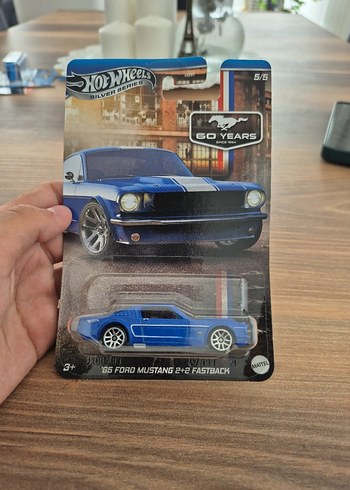 HOT WHEELS
SILVER SERIES
5/5
60 YEARS
SINCE 1964
3+
'65 FORD MUSTANG 2+2 FASTBACK
MATTEL